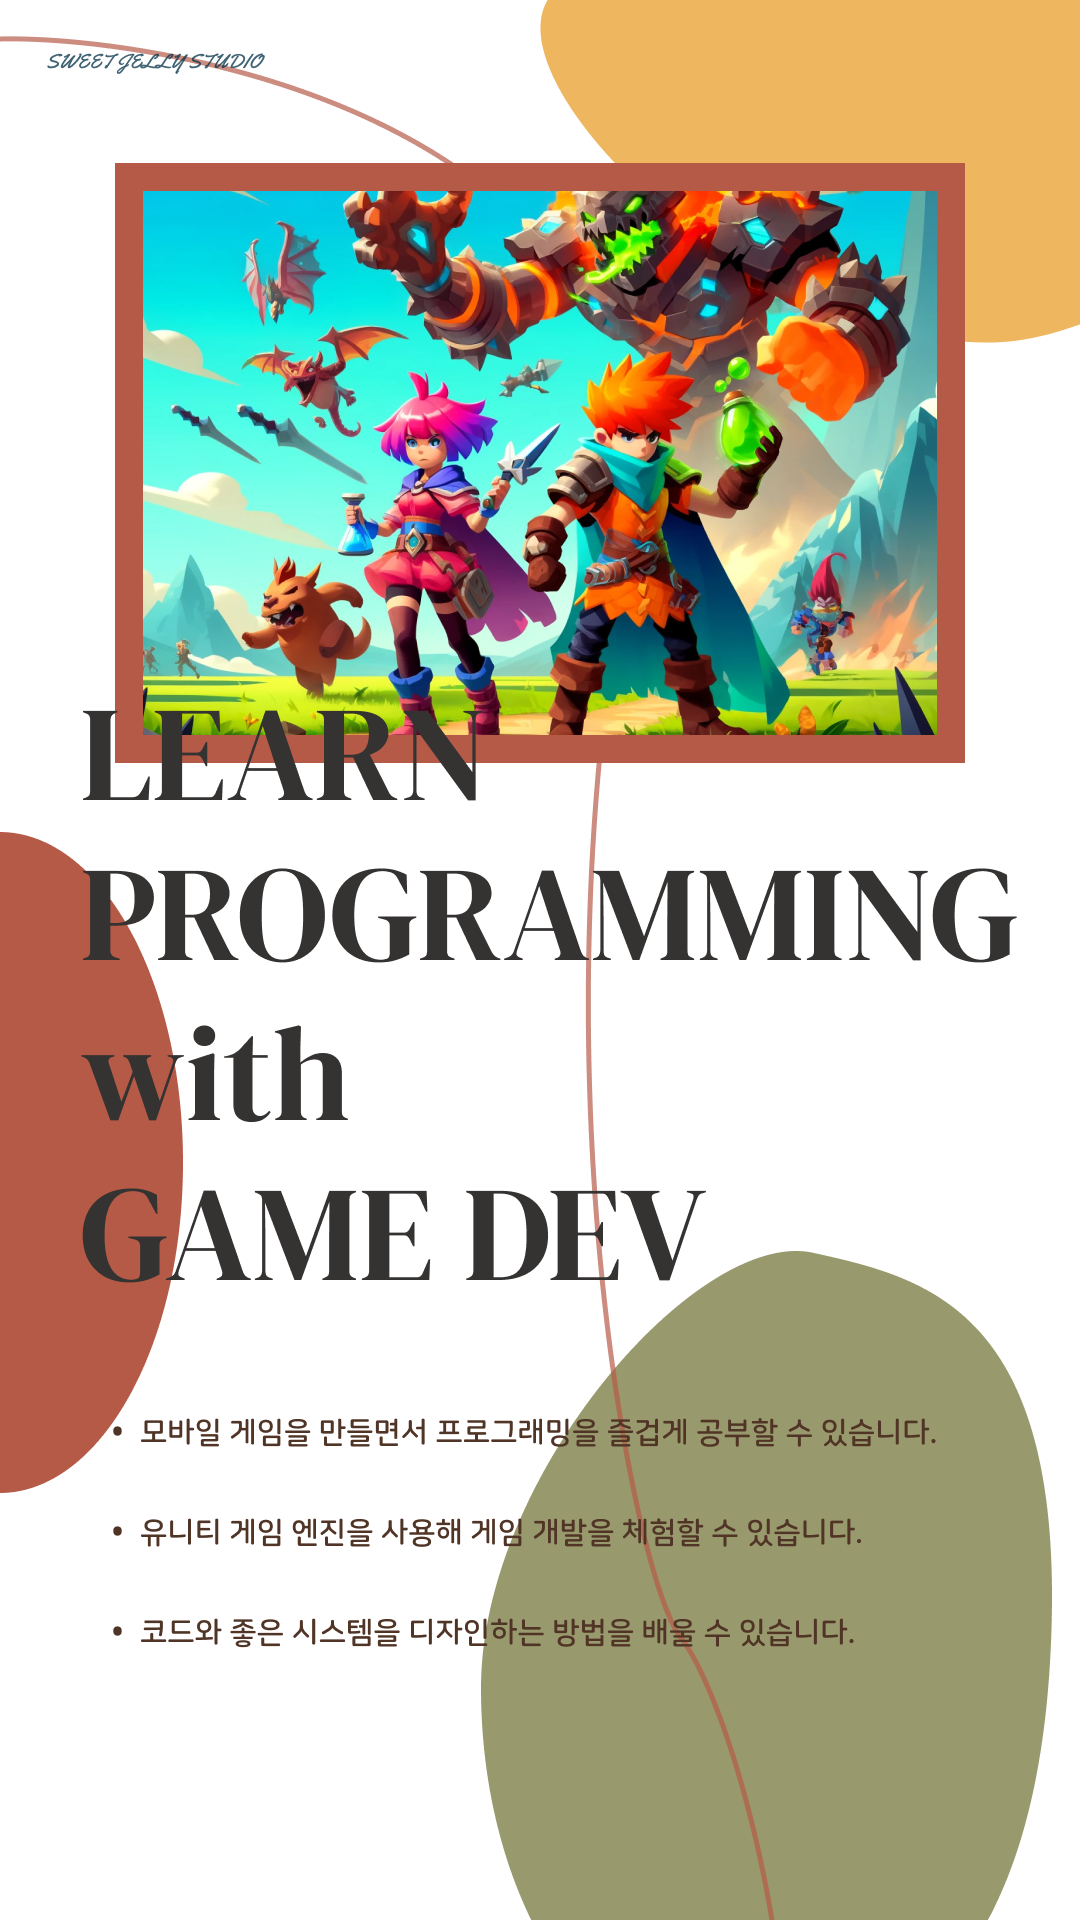 SWEET JELLY STUDIO
LEARN
PROGRAMMING
with
GAME DEV
• 모바일 게임을 만들면서 프로그래밍을 즐겁게 공부할 수 있습니다.
• 유니티 게임 엔진을 사용해 게임 개발을 체험할 수 있습니다.
• 코드와 좋은 시스템을 디자인하는 방법을 배울 수 있습니다.